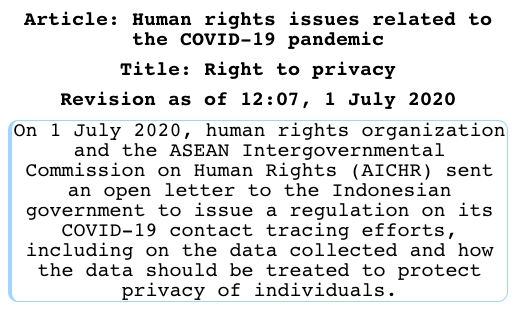 Article: Human rights issues related to
the COVID-19 pandemic
Title: Right to privacy
Revision as of 12:07, 1 July 2020
On 1 July 2020, human rights organization
and the ASEAN Intergovernmental
Commission on Human Rights (AICHR) sent
an open letter to the Indonesian
government to issue a regulation on its
COVID-19 contact tracing efforts,
including on the data collected and how
the data should be treated to protect
privacy of individuals.